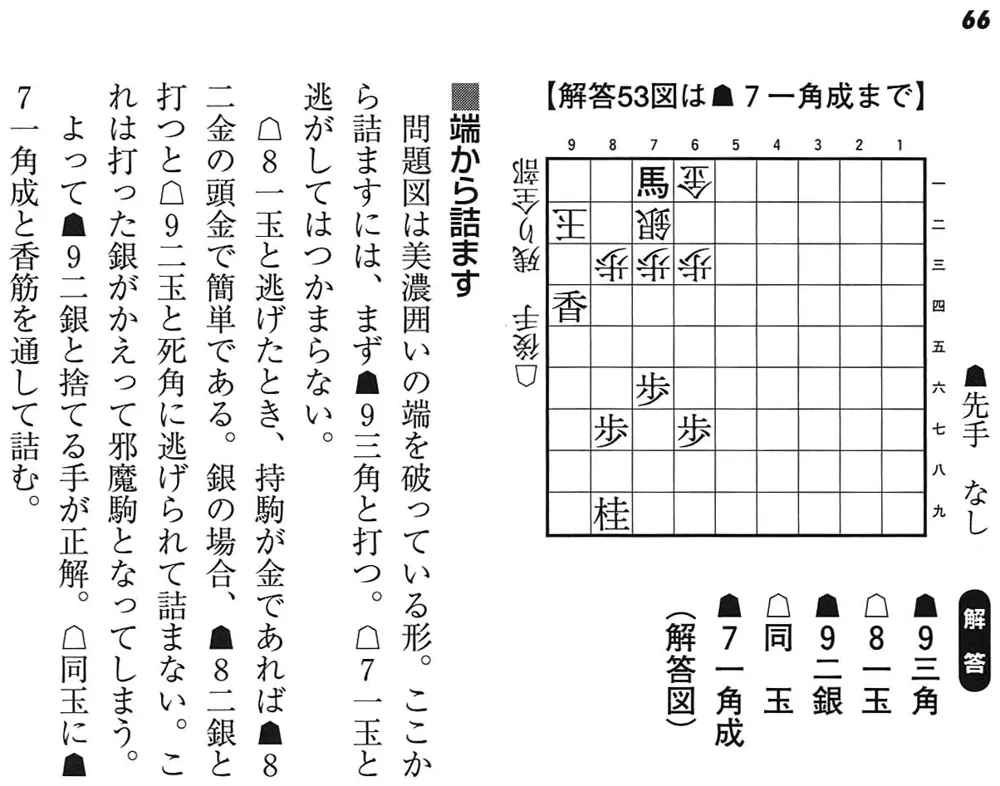 66
【解答53図は☗７一角成まで】
9 8 7 6 5 4 3 2 1
馬 金 一
王 銀 二
歩 歩 歩 三
香 四
五
歩 六
歩 歩 七
八
桂 九
☗先手 なし
☖後手 残り全部
解答
☗９三角
☖８一玉
☗９二銀
☖同 玉
☗７一角成
（解答図）
■端から詰ます
問題図は美濃囲いの端を破っている形。ここか
ら詰ますには、まず☗９三角と打つ。☖７一玉と
逃がしてはつかまらない。
☖８一玉と逃げたとき、持駒が金であれば☗８
二金の頭金で簡単である。銀の場合、☗８二銀と
打つと☖９二玉と死角に逃げられて詰まない。こ
れは打った銀がかえって邪魔駒となってしまう。
よって☗９二銀と捨てる手が正解。☖同玉に☗
７一角成と香筋を通して詰む。